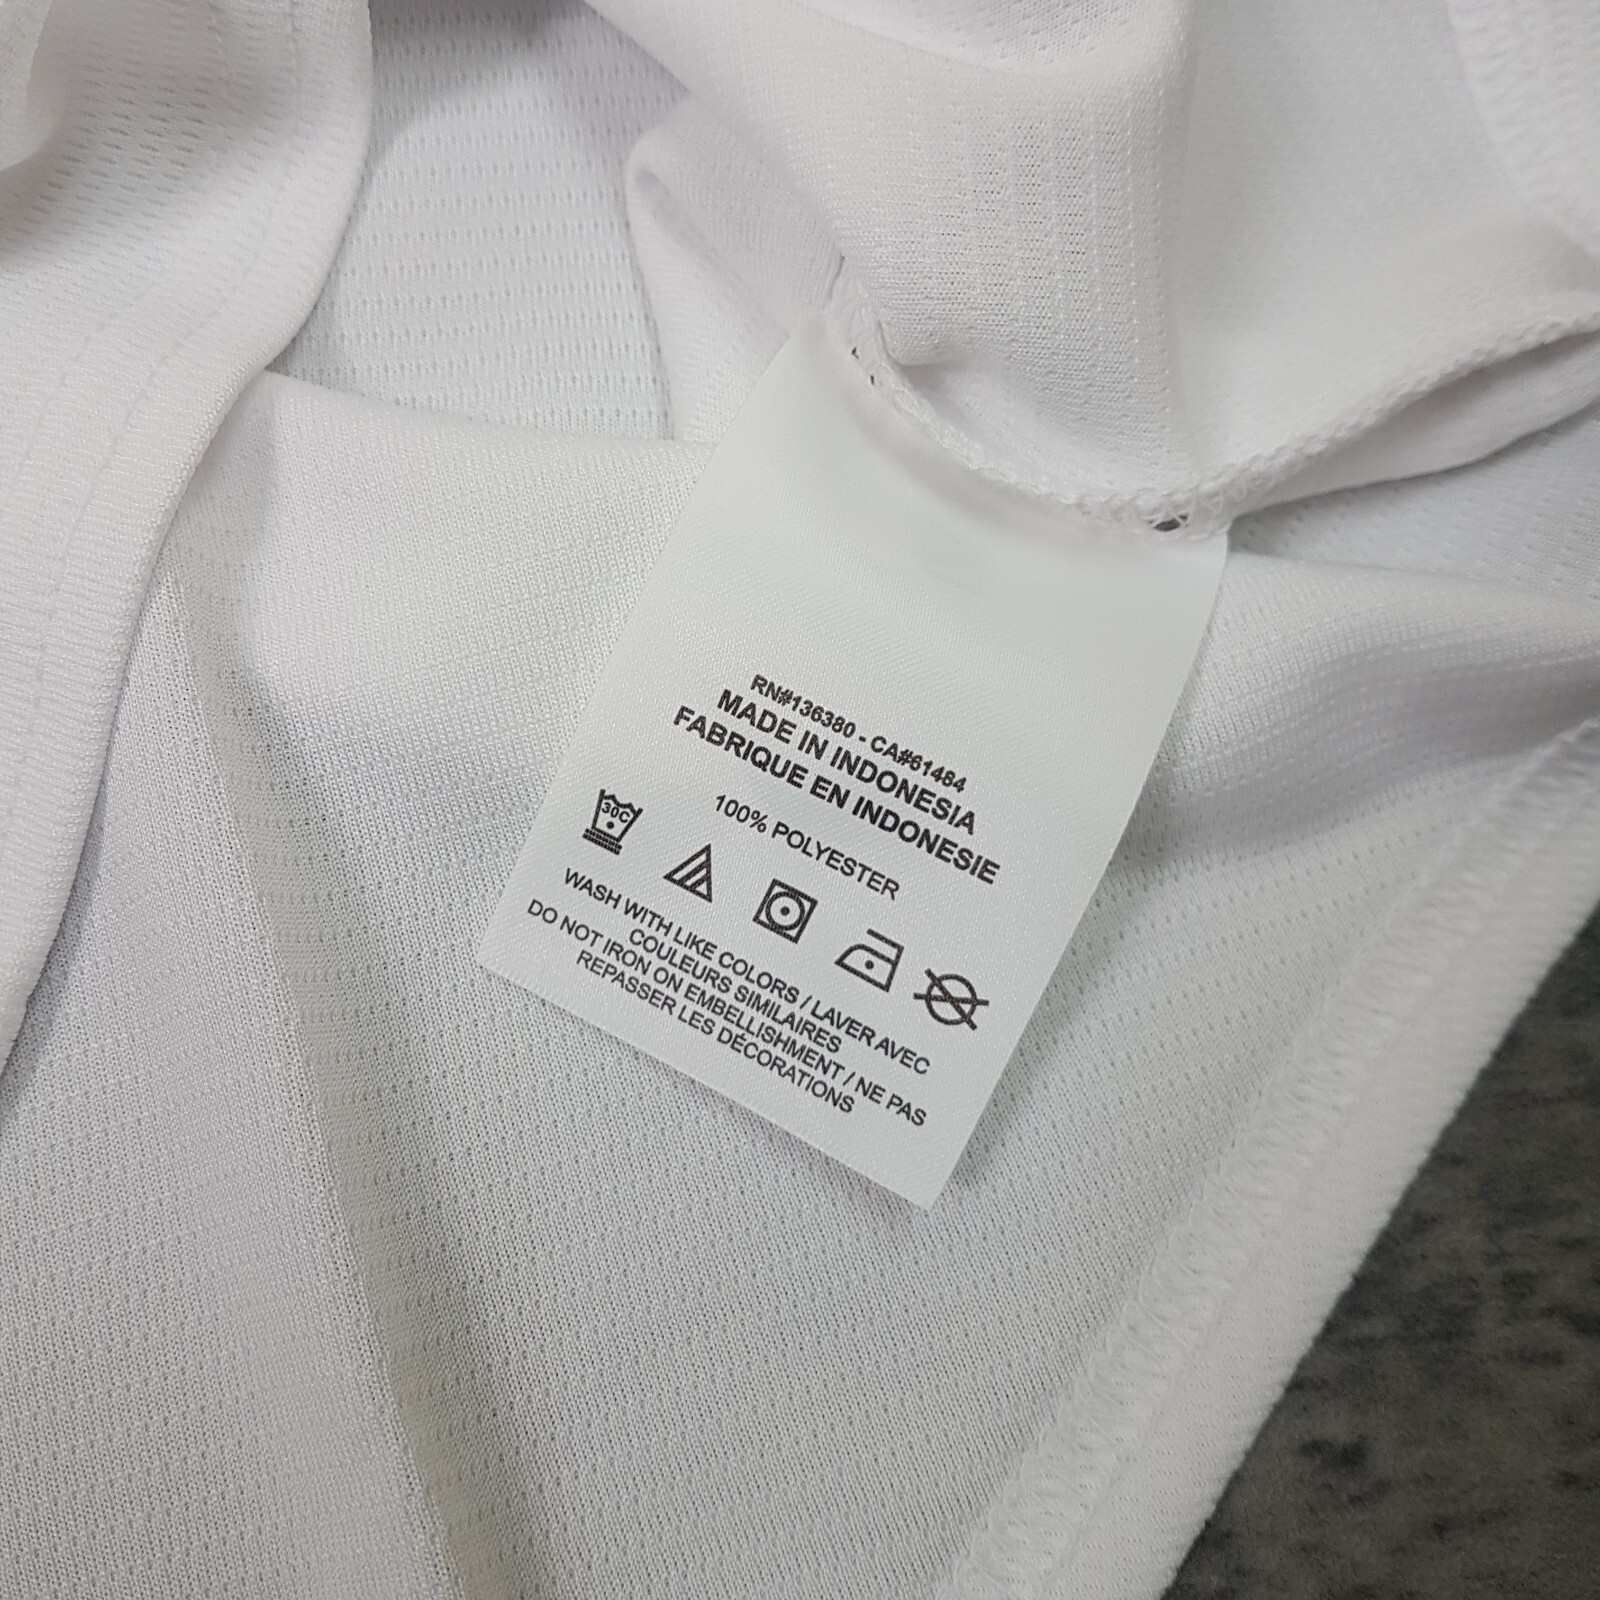 RN#136380 - CA#61484
MADE IN INDONESIA
FABRIQUE EN INDONESIE
100% POLYESTER
30C
WASH WITH LIKE COLORS / LAVER AVEC
COULEURS SIMILAIRES
DO NOT IRON ON EMBELLISHMENT / NE PAS
REPASSER LES DÉCORATIONS